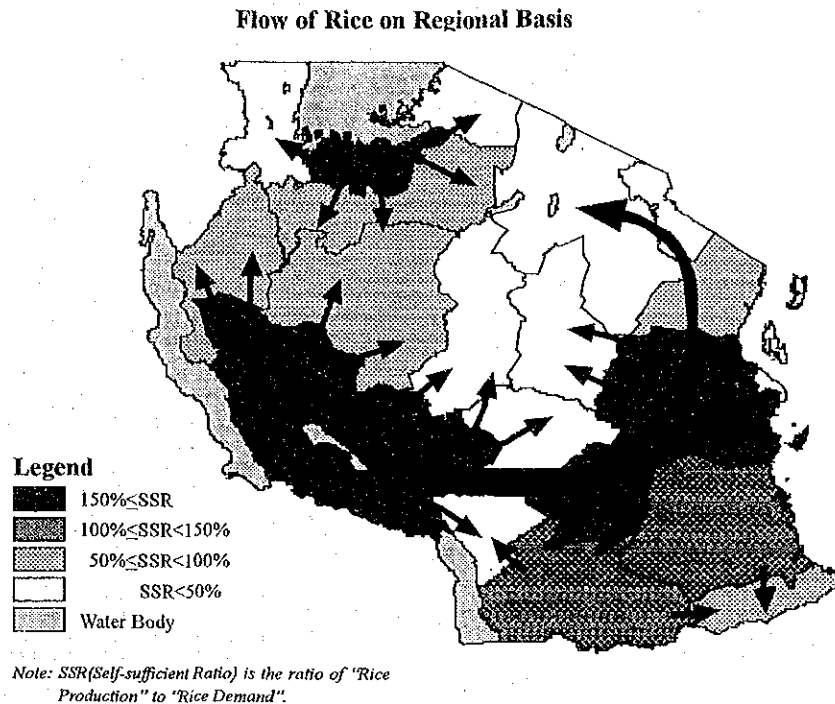 Flow of Rice on Regional Basis
Legend
150%≤SSR
100%≤SSR<150%
50%≤SSR<100%
SSR<50%
Water Body
Note: SSR(Self-sufficient Ratio) is the ratio of "Rice
Production" to "Rice Demand".